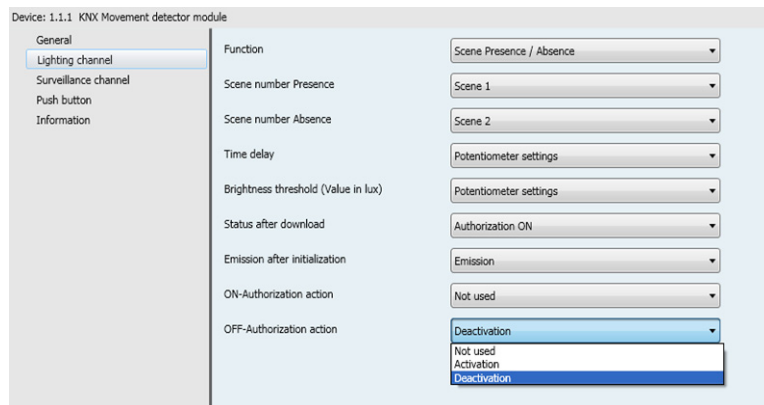 Device: 1.1.1 KNX Movement detector module
General
Lighting channel
Surveillance channel
Push button
Information
Function Scene Presence / Absence
Scene number Presence Scene 1
Scene number Absence Scene 2
Time delay Potentiometer settings
Brightness threshold (Value in lux) Potentiometer settings
Status after download Authorization ON
Emission after initialization Emission
ON-Authorization action Not used
OFF-Authorization action Deactivation
Not used
Activation
Deactivation